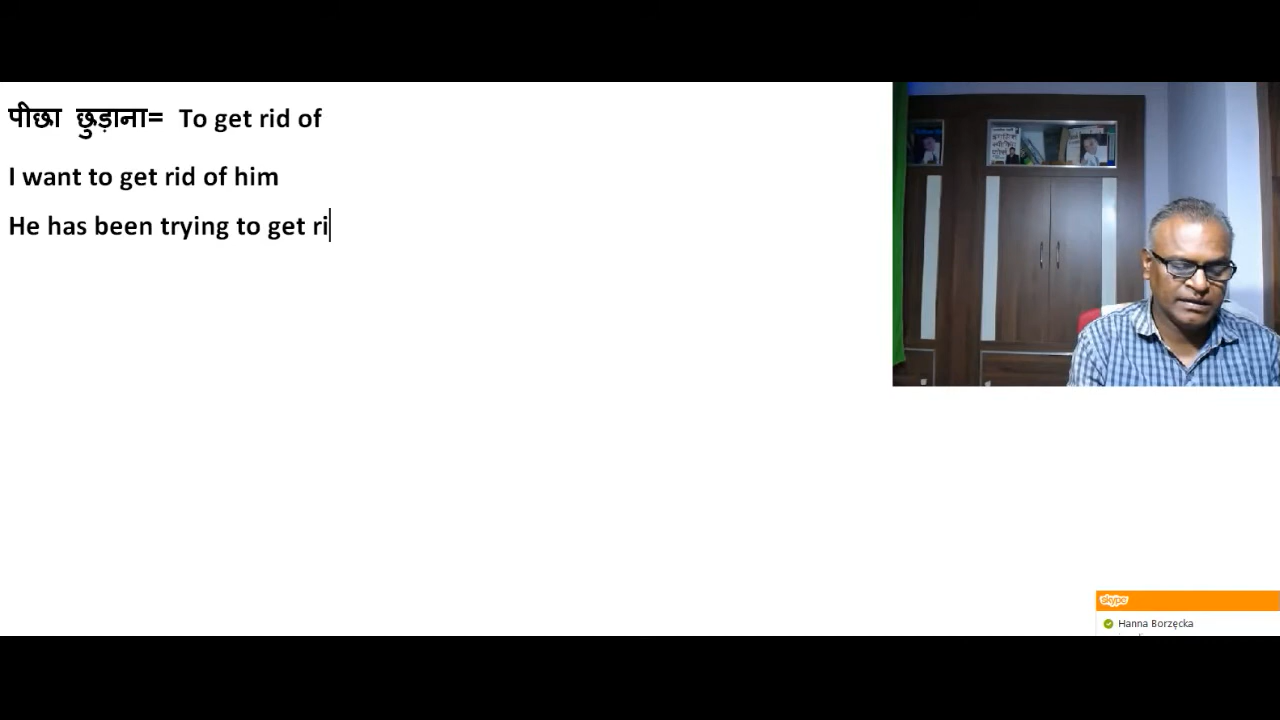 पीछा छुड़ाना= To get rid of
I want to get rid of him
He has been trying to get ri
skype
Hanna Borzęcka